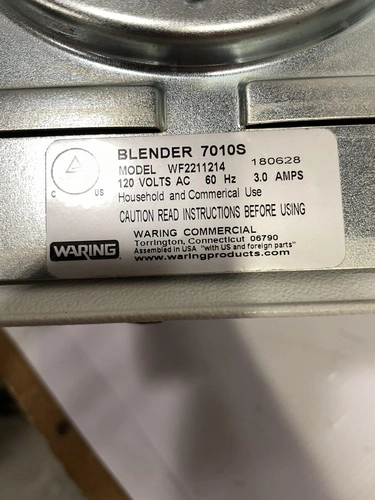 BLENDER 7010S
MODEL WF2211214 180628
120 VOLTS AC 60 Hz 3.0 AMPS
Household and Commerical Use
C US
CAUTION READ INSTRUCTIONS BEFORE USING
WARING
WARING COMMERCIAL
Torrington, Connecticut 06790
Assembled in USA "with US and foreign parts"
www.waringproducts.com